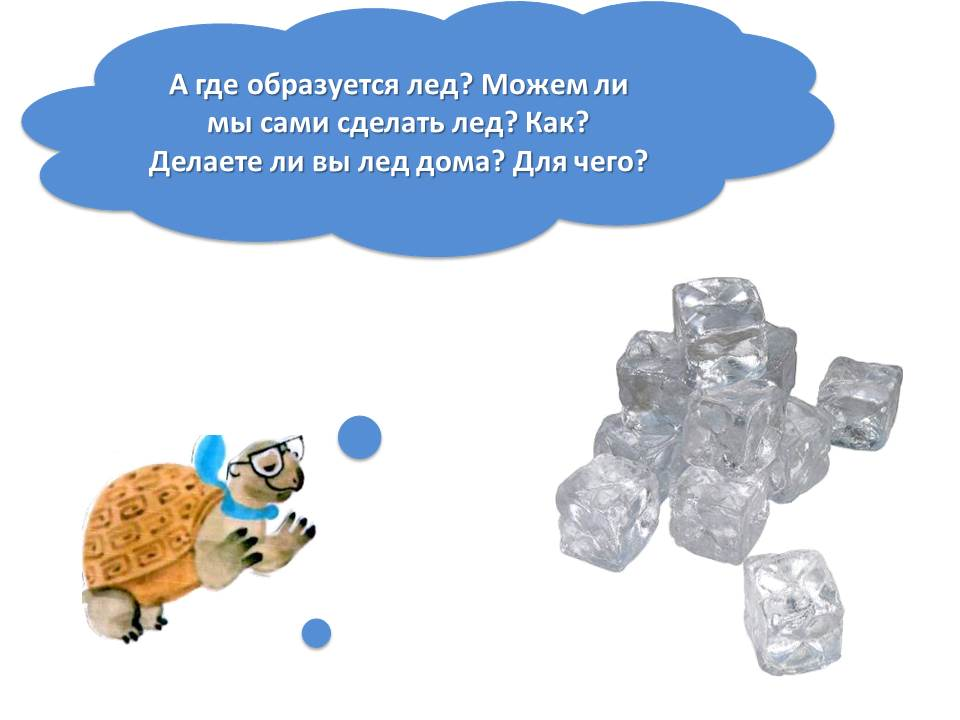 А где образуется лед? Можем ли
мы сами сделать лед? Как?
Делаете ли вы лед дома? Для чего?